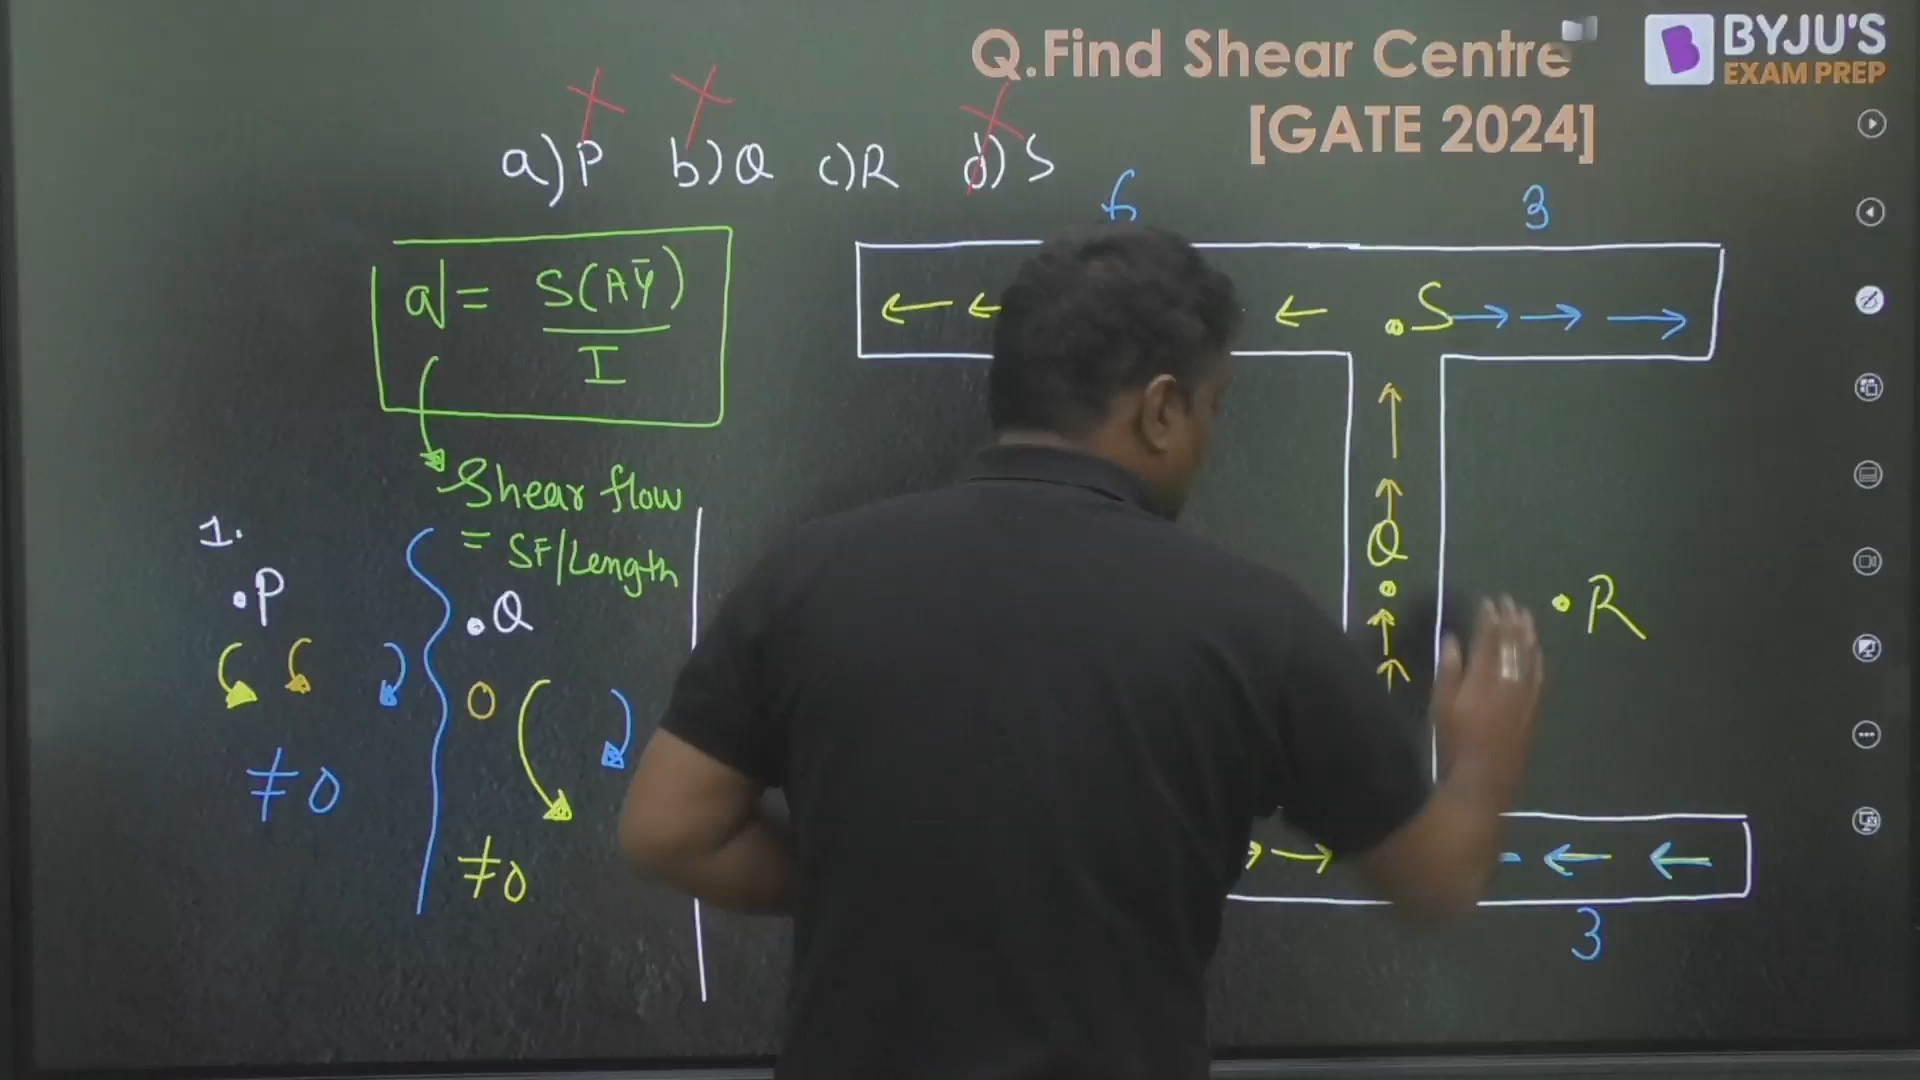 Q.Find Shear Centre
[GATE 2024]
BYJU'S
EXAM PREP
a) P b) Q c) R d) S
6
3
q = S(AȲ)
I
S
Shear flow
= SF/Length
1.
.P
.Q
Q
.R
0
≠0
≠0
3